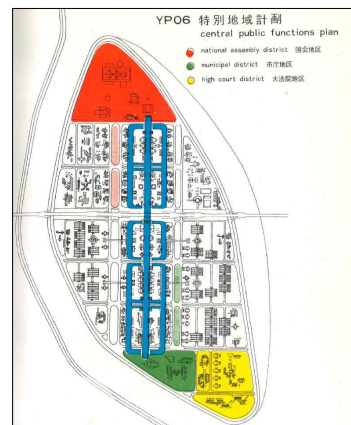 YP06 特別地域計劃
central public functions plan
national assembly district 国会地区
municipal district 市庁地区
high court district 大法院地区